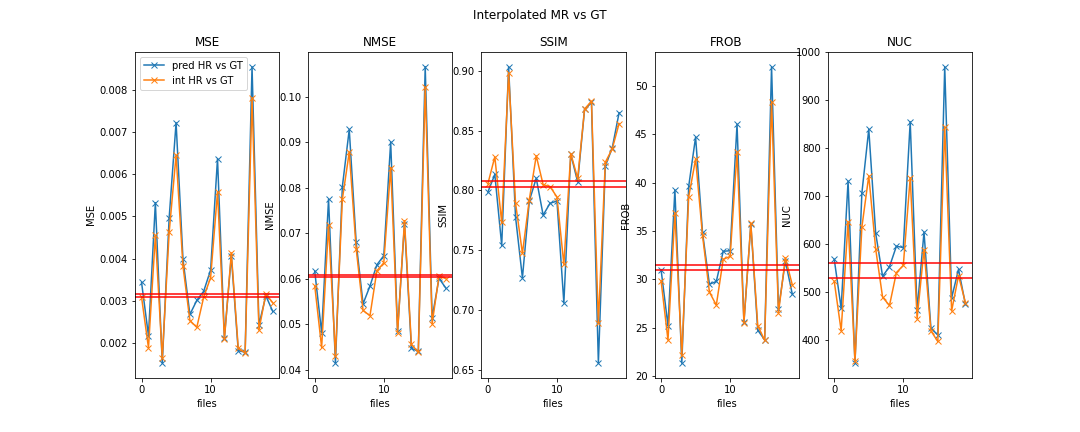 Interpolated MR vs GT
MSE
NMSE
SSIM
FROB
NUC
pred HR vs GT
int HR vs GT
MSE
0.008
0.007
0.006
0.005
0.004
0.003
0.002
0
10
files
NMSE
0.10
0.09
0.08
0.07
0.06
0.05
0.04
0
10
files
SSIM
0.90
0.85
0.80
0.75
0.70
0.65
0
10
files
FROB
50
45
40
35
30
25
20
0
10
files
NUC
1000
900
800
700
600
500
400
0
10
files